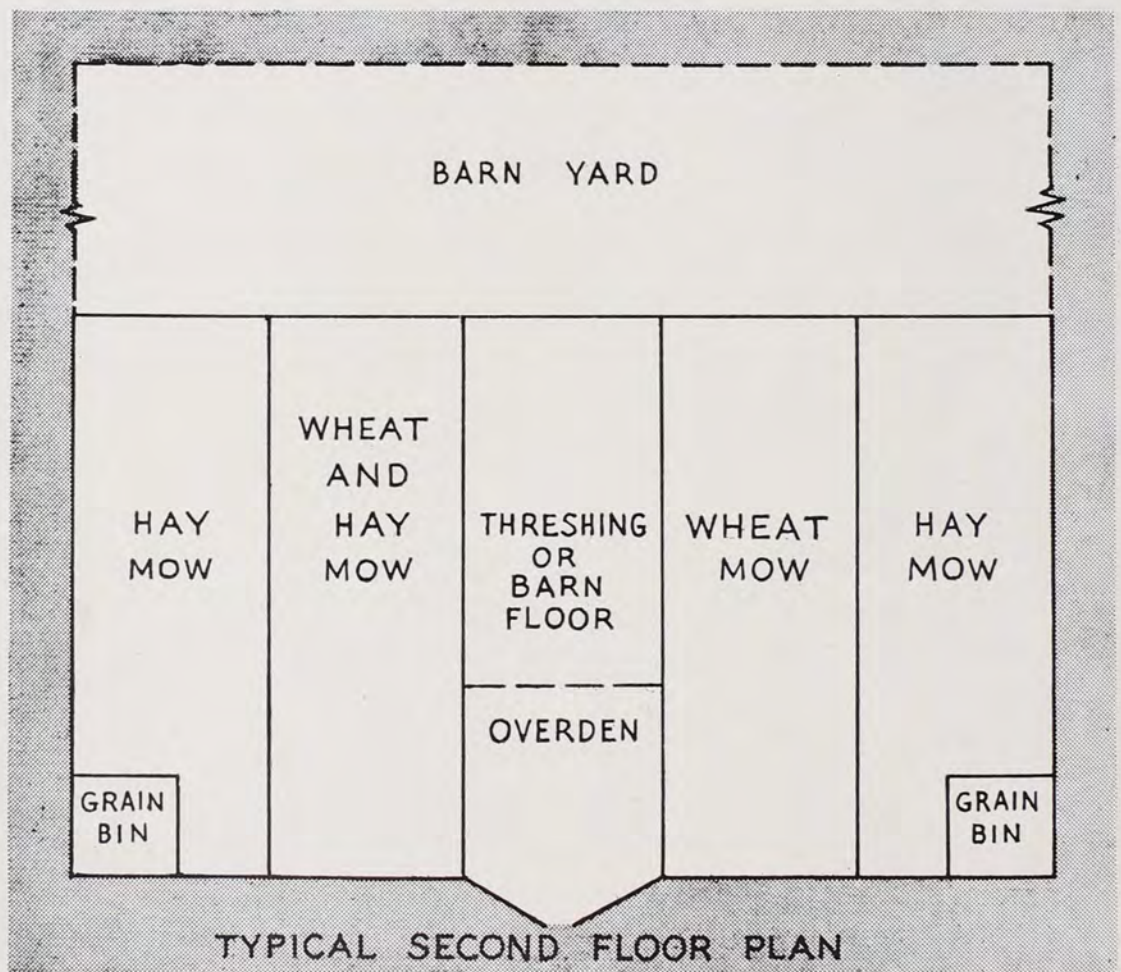 BARN YARD
HAY
MOW
WHEAT
AND
HAY
MOW
THRESHING
OR
BARN
FLOOR
WHEAT
MOW
HAY
MOW
OVERDEN
GRAIN
BIN
GRAIN
BIN
TYPICAL SECOND FLOOR PLAN